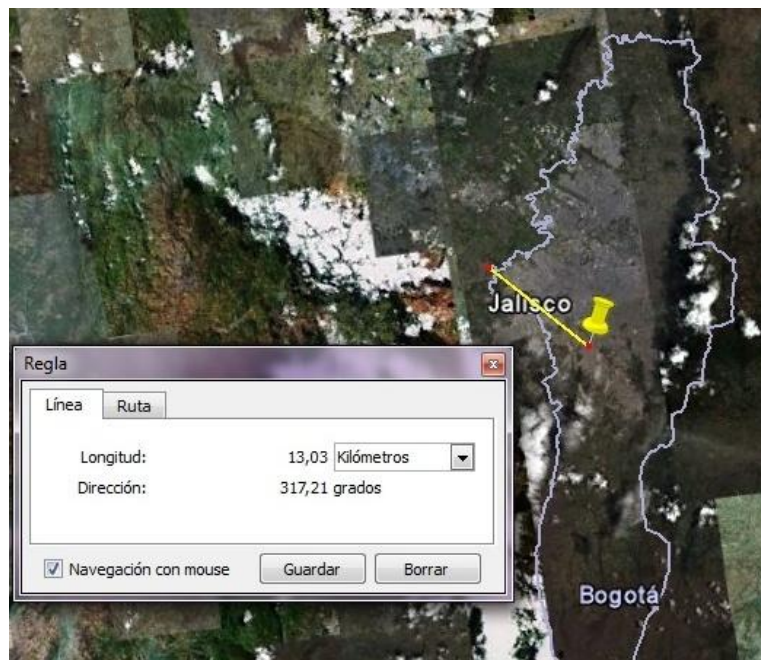 Jalisco
Regla
Línea Ruta
Longitud: 13,03 Kilómetros
Dirección: 317,21 grados
Navegación con mouse Guardar Borrar
Bogotá